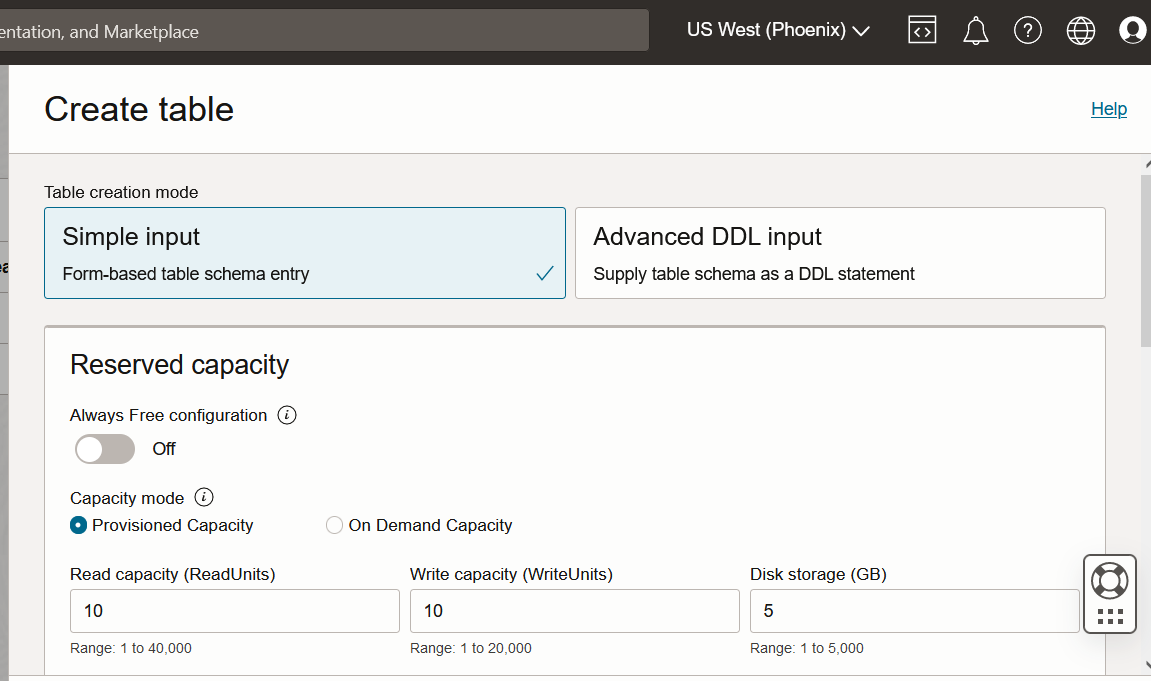 entation, and Marketplace
US West (Phoenix)
Create table
Help
Table creation mode
Simple input
Form-based table schema entry
Advanced DDL input
Supply table schema as a DDL statement
Reserved capacity
Always Free configuration
Off
Capacity mode
Provisioned Capacity
On Demand Capacity
Read capacity (ReadUnits)
Write capacity (WriteUnits)
Disk storage (GB)
10
10
5
Range: 1 to 40,000
Range: 1 to 20,000
Range: 1 to 5,000